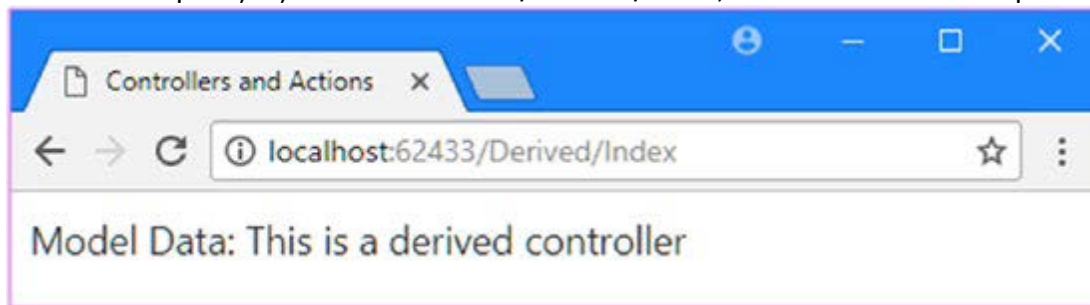 Controllers and Actions
localhost:62433/Derived/Index
Model Data: This is a derived controller